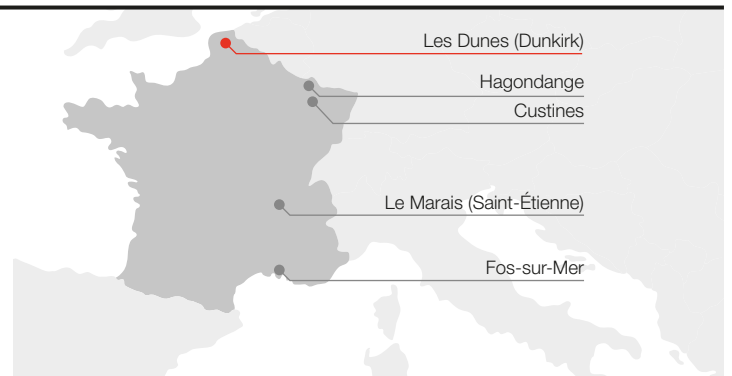 Les Dunes (Dunkirk)
Hagondange
Custines
Le Marais (Saint-Étienne)
Fos-sur-Mer